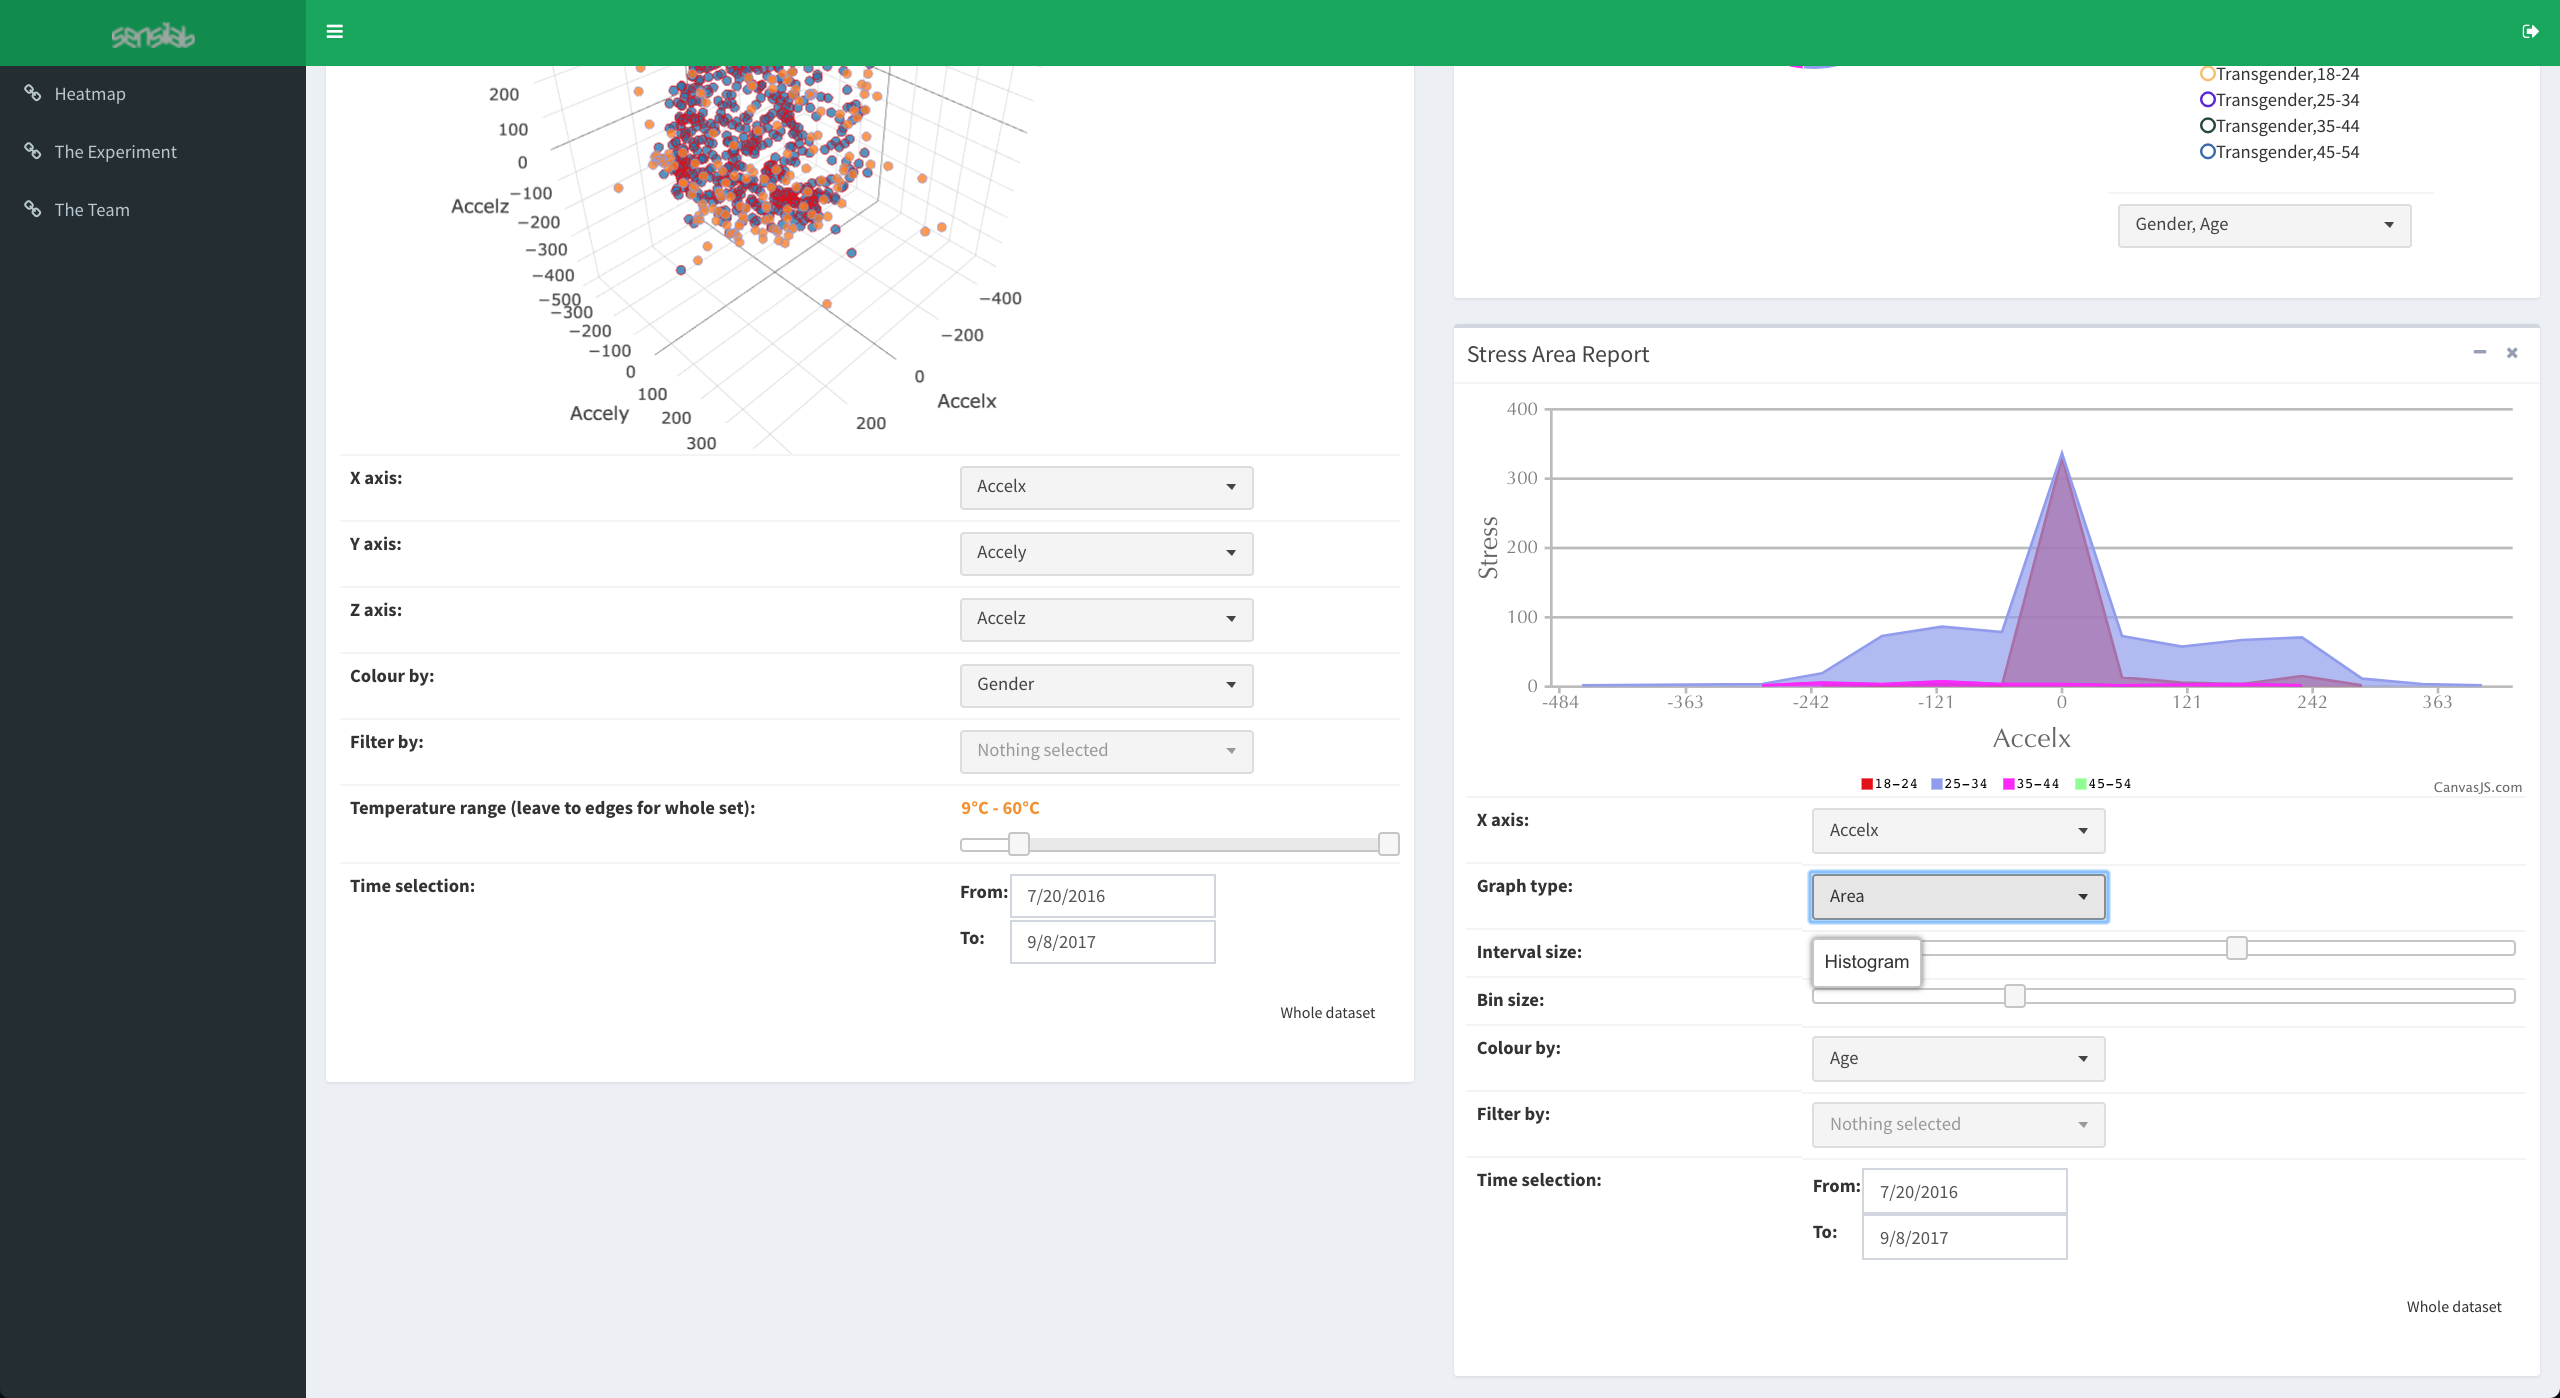 sensilab
Heatmap
The Experiment
The Team
200
100
0
−100
−200
−300
−400
−500
Accelz
−300
−200
−100
0
100
200
300
Accely
−400
−200
0
200
Accelx
X axis:
Accelx
Y axis:
Accely
Z axis:
Accelz
Colour by:
Gender
Filter by:
Nothing selected
Temperature range (leave to edges for whole set):
9°C - 60°C
Time selection:
From:
7/20/2016
To:
9/8/2017
Whole dataset
Transgender,18-24
Transgender,25-34
Transgender,35-44
Transgender,45-54
Gender, Age
Stress Area Report
400
300
200
100
0
Stress
-484
-363
-242
-121
0
121
242
363
Accelx
18-24
25-34
35-44
45-54
CanvasJS.com
X axis:
Accelx
Graph type:
Area
Interval size:
Histogram
Bin size:
Colour by:
Age
Filter by:
Nothing selected
Time selection:
From:
7/20/2016
To:
9/8/2017
Whole dataset